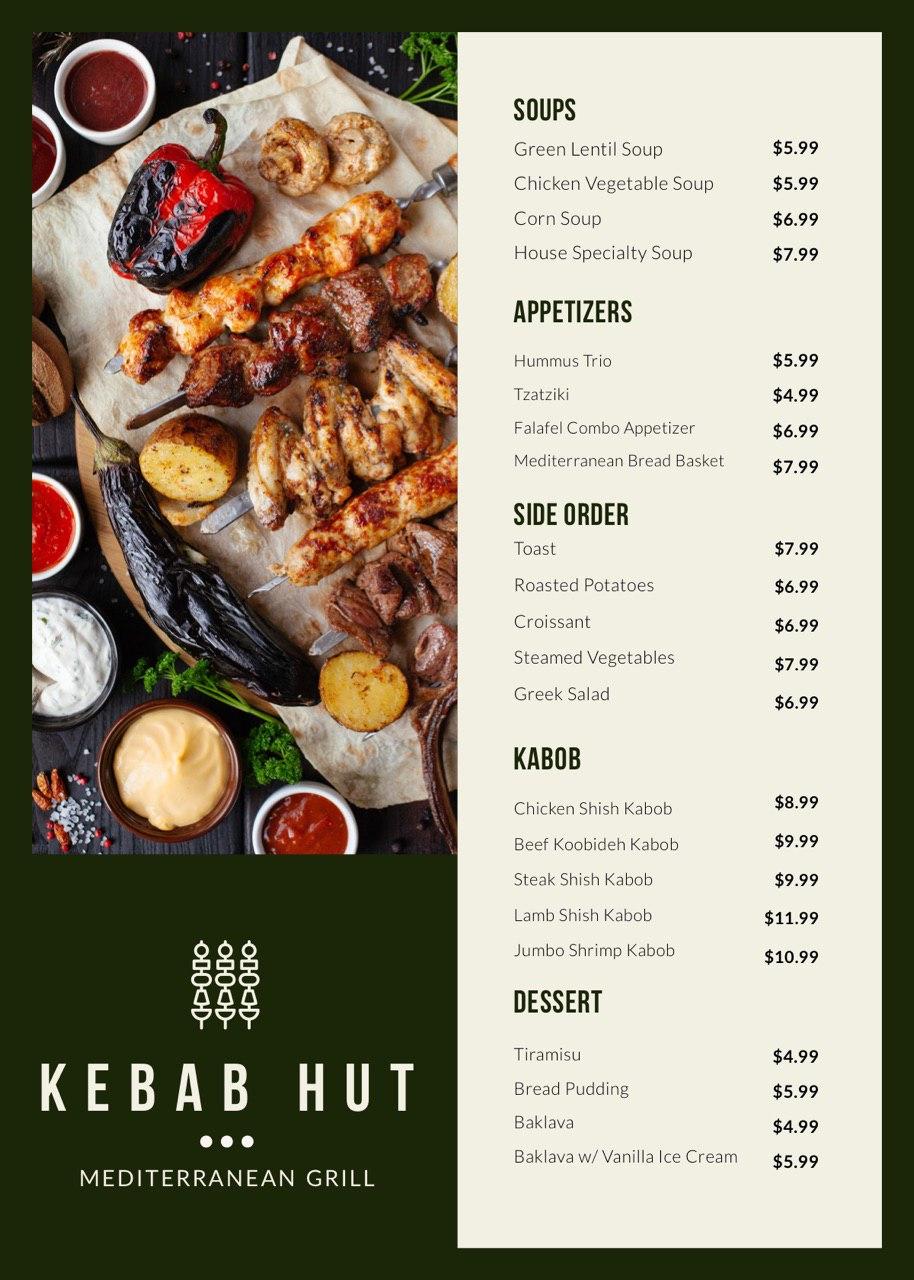 SOUPS
Green Lentil Soup $5.99
Chicken Vegetable Soup $5.99
Corn Soup $6.99
House Specialty Soup $7.99
APPETIZERS
Hummus Trio $5.99
Tzatziki $4.99
Falafel Combo Appetizer $6.99
Mediterranean Bread Basket $7.99
SIDE ORDER
Toast $7.99
Roasted Potatoes $6.99
Croissant $6.99
Steamed Vegetables $7.99
Greek Salad $6.99
KABOB
Chicken Shish Kabob $8.99
Beef Koobideh Kabob $9.99
Steak Shish Kabob $9.99
Lamb Shish Kabob $11.99
Jumbo Shrimp Kabob $10.99
DESSERT
Tiramisu $4.99
Bread Pudding $5.99
Baklava $4.99
Baklava w/ Vanilla Ice Cream $5.99
KEBAB HUT
MEDITERRANEAN GRILL